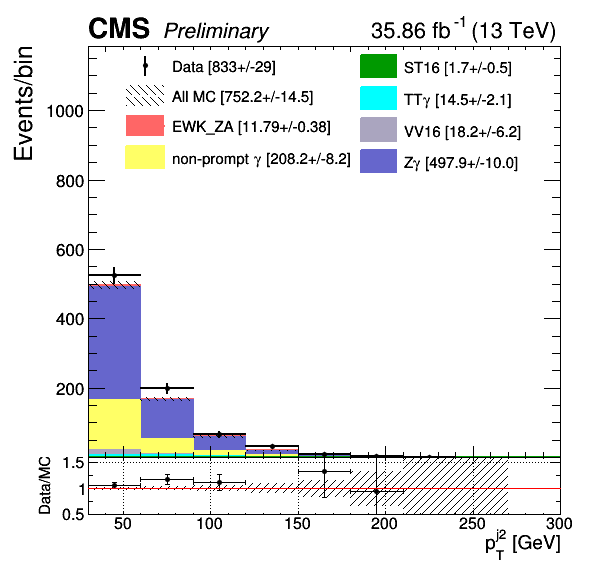 CMS Preliminary 35.86 fb⁻¹ (13 TeV)
Events/bin
Data [833+/-29]
All MC [752.2+/-14.5]
EWK_ZA [11.79+/-0.38]
non-prompt γ [208.2+/-8.2]
ST16 [1.7+/-0.5]
TTγ [14.5+/-2.1]
VV16 [18.2+/-6.2]
Zγ [497.9+/-10.0]
1000
800
600
400
200
Data/MC
1.5
1
0.5
50 100 150 200 250 300
p_T^j2 [GeV]